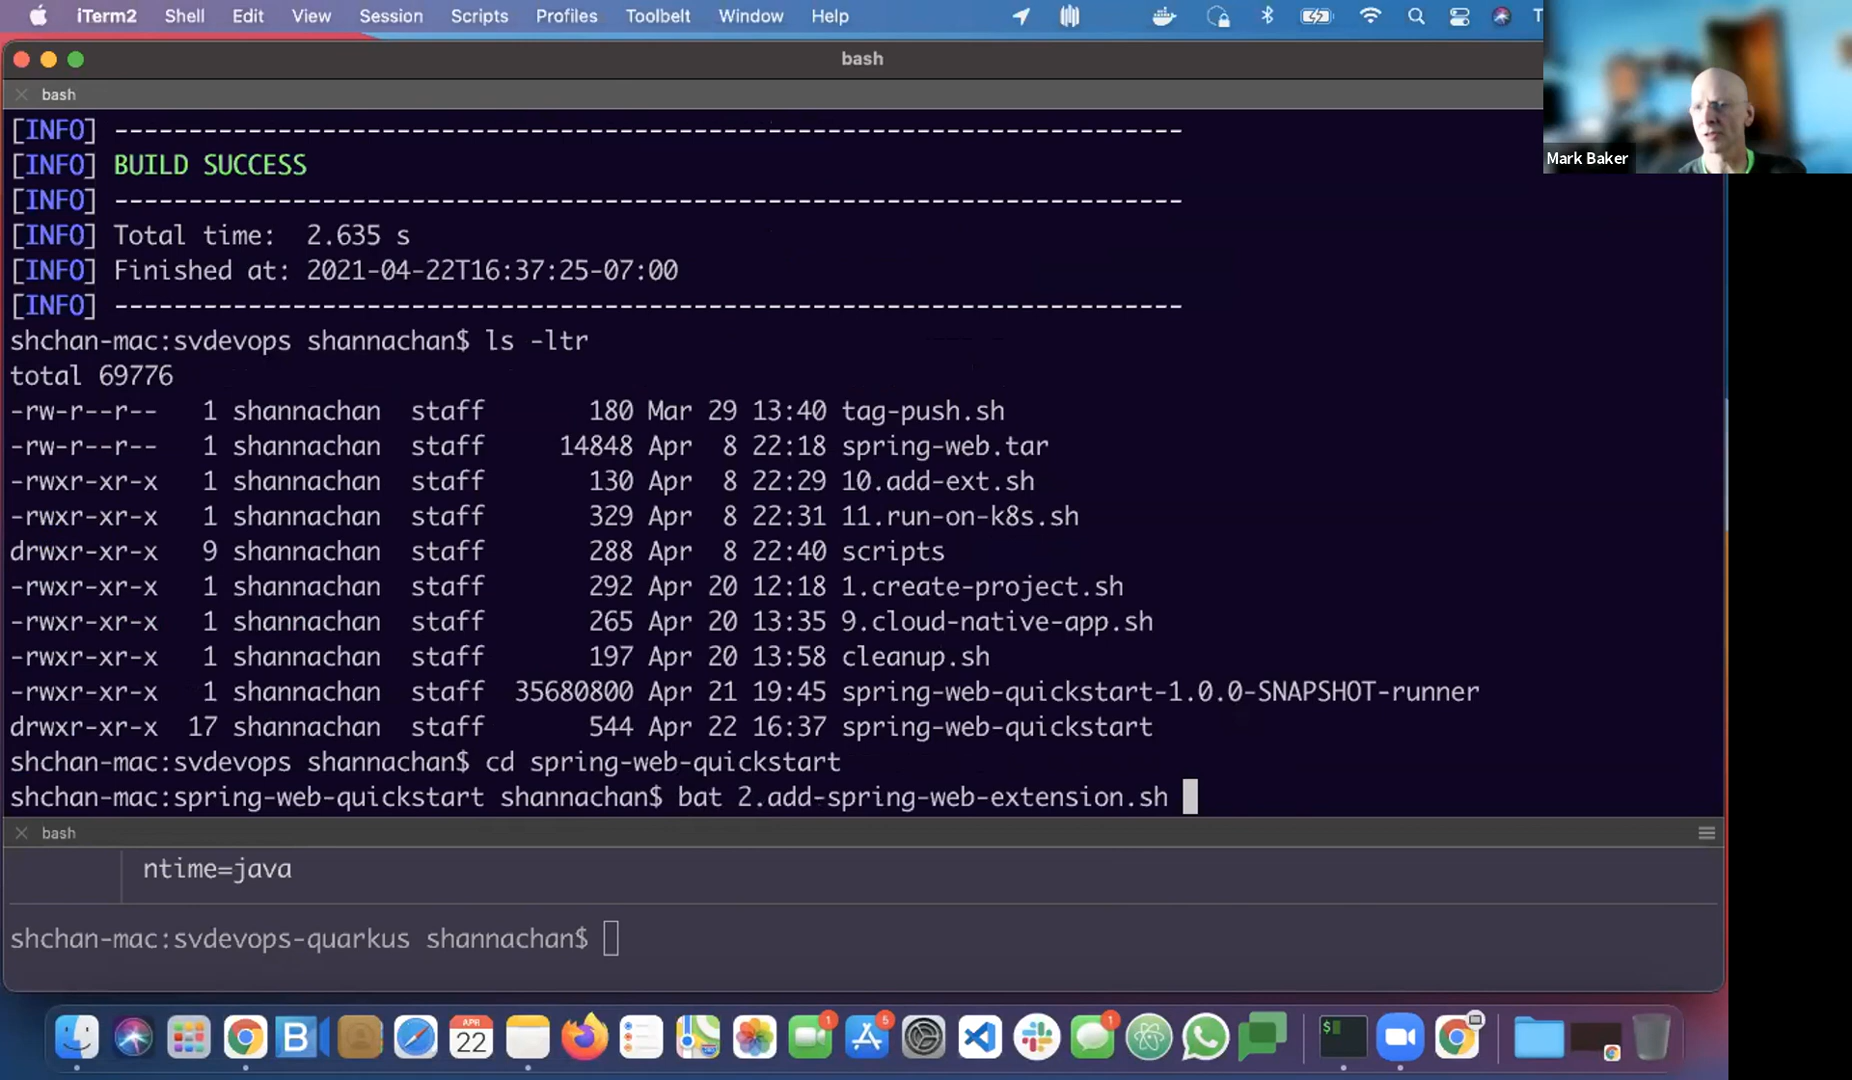 iTerm2 Shell Edit View Session Scripts Profiles Toolbelt Window Help
bash
bash
[INFO] ------------------------------------------------------------------------
[INFO] BUILD SUCCESS
[INFO] ------------------------------------------------------------------------
[INFO] Total time:  2.635 s
[INFO] Finished at: 2021-04-22T16:37:25-07:00
[INFO] ------------------------------------------------------------------------
shchan-mac:svdevops shannachan$ ls -ltr
total 69776
-rw-r--r--   1 shannachan  staff       180 Mar 29 13:40 tag-push.sh
-rw-r--r--   1 shannachan  staff     14848 Apr  8 22:18 spring-web.tar
-rwxr-xr-x   1 shannachan  staff       130 Apr  8 22:29 10.add-ext.sh
-rwxr-xr-x   1 shannachan  staff       329 Apr  8 22:31 11.run-on-k8s.sh
drwxr-xr-x   9 shannachan  staff       288 Apr  8 22:40 scripts
-rwxr-xr-x   1 shannachan  staff       292 Apr 20 12:18 1.create-project.sh
-rwxr-xr-x   1 shannachan  staff       265 Apr 20 13:35 9.cloud-native-app.sh
-rwxr-xr-x   1 shannachan  staff       197 Apr 20 13:58 cleanup.sh
-rwxr-xr-x   1 shannachan  staff  35680800 Apr 21 19:45 spring-web-quickstart-1.0.0-SNAPSHOT-runner
drwxr-xr-x  17 shannachan  staff       544 Apr 22 16:37 spring-web-quickstart
shchan-mac:svdevops shannachan$ cd spring-web-quickstart
shchan-mac:spring-web-quickstart shannachan$ bat 2.add-spring-web-extension.sh
bash
ntime=java
shchan-mac:svdevops-quarkus shannachan$
Mark Baker
APR
22
1
5
1